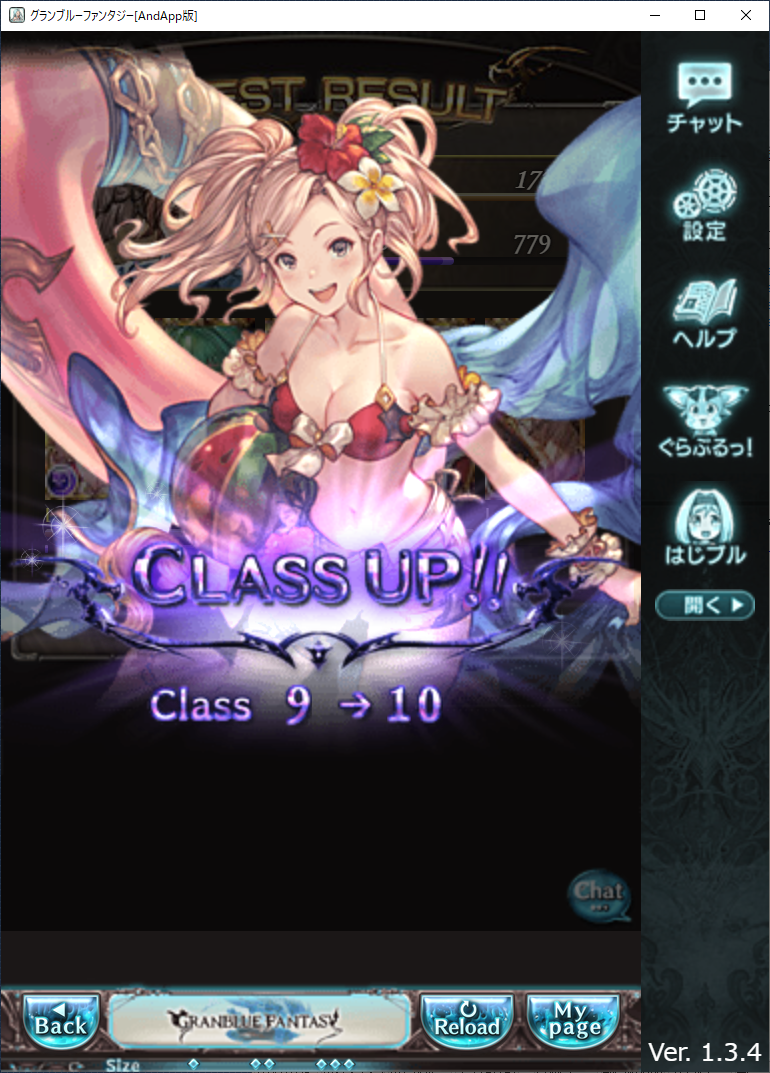 グランブルーファンタジー[AndApp版]
EST RESULT
17
779
CLASS UP!!
Class 9 → 10
Chat
チャット
設定
ヘルプ
ぐらぶるっ!
はじブル
開く ▶
Back
GRANBLUE FANTASY
Reload
My page
Size
Ver. 1.3.4